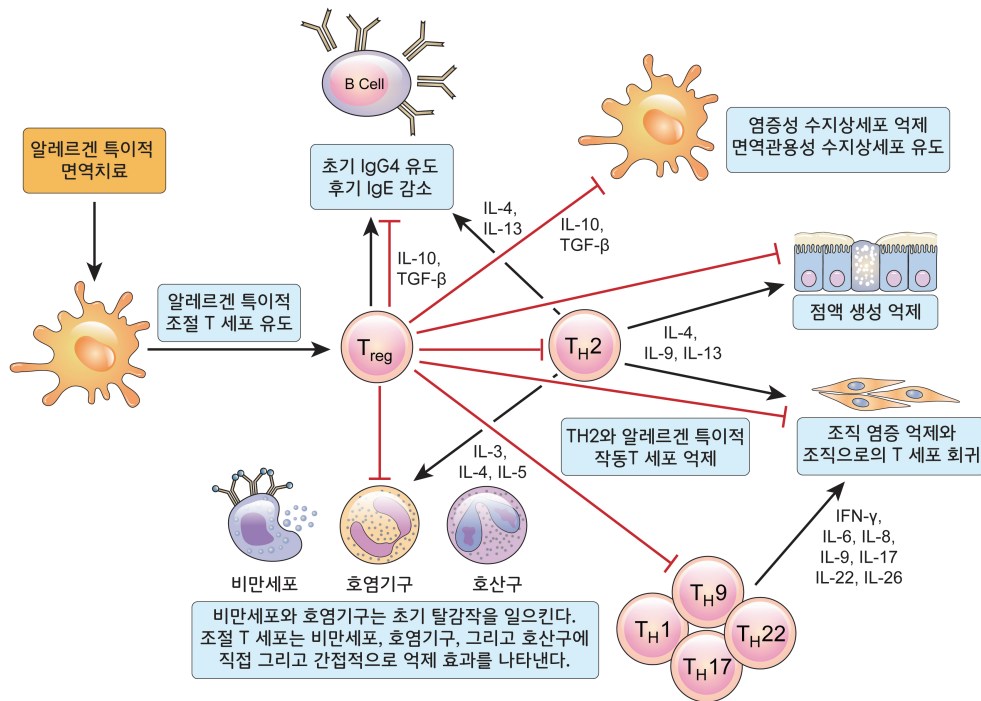 B Cell
알레르겐 특이적
면역치료
초기 IgG4 유도
후기 IgE 감소
염증성 수지상세포 억제
면역관용성 수지상세포 유도
IL-4,
IL-13
IL-10,
TGF-β
IL-10,
TGF-β
알레르겐 특이적
조절 T 세포 유도
Treg
TH2
점액 생성 억제
IL-4,
IL-9, IL-13
TH2와 알레르겐 특이적
작동T 세포 억제
조직 염증 억제와
조직으로의 T 세포 회귀
IL-3,
IL-4, IL-5
비만세포
호염기구
호산구
IFN-γ,
IL-6, IL-8,
IL-9, IL-17
IL-22, IL-26
비만세포와 호염기구는 초기 탈감작을 일으킨다.
조절 T 세포는 비만세포, 호염기구, 그리고 호산구에
직접 그리고 간접적으로 억제 효과를 나타낸다.
TH9
TH1
TH22
TH17